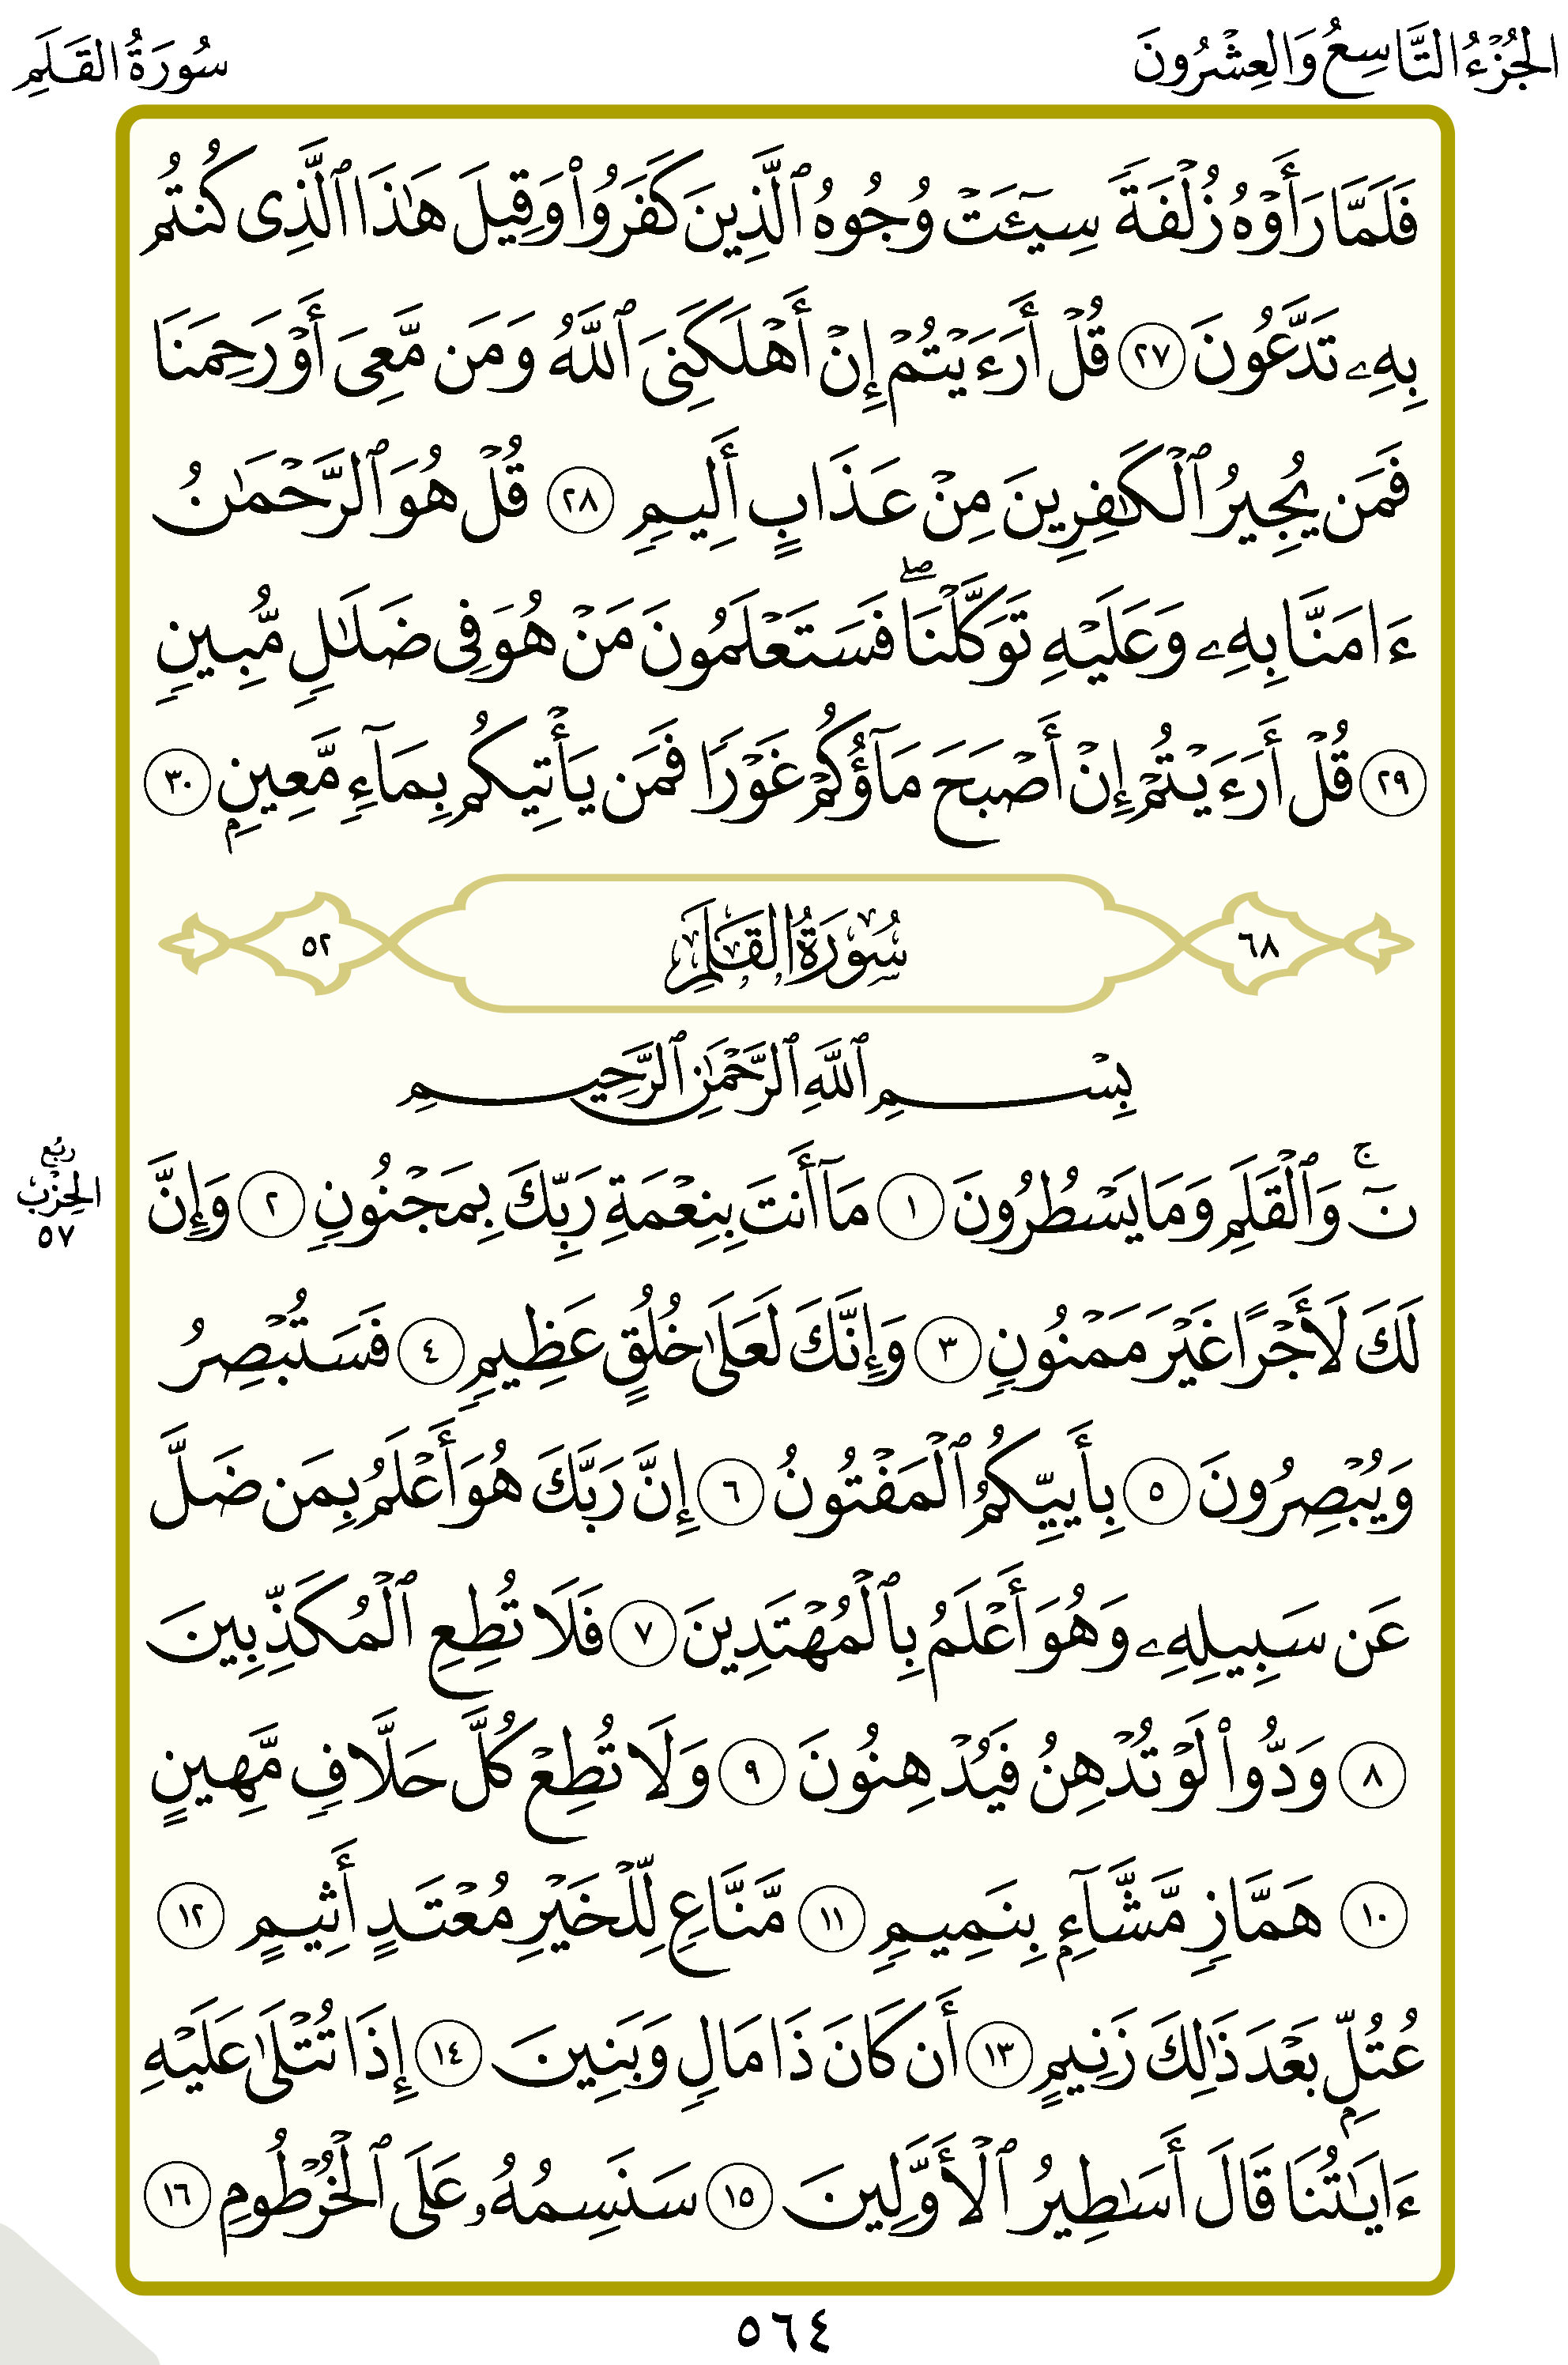 الجُزْءُ التَّاسِعُ وَالعِشْرُونَ
سُورَةُ القَلَمِ
فَلَمَّا رَأَوْهُ زُلْفَةً سِيٓـَٔتْ وُجُوهُ ٱلَّذِينَ كَفَرُوا۟ وَقِيلَ هَٰذَا ٱلَّذِى كُنتُم
بِهِۦ تَدَّعُونَ ٢٧ قُلْ أَرَءَيْتُمْ إِنْ أَهْلَكَنِىَ ٱللَّهُ وَمَن مَّعِىَ أَوْ رَحِمَنَا
فَمَن يُجِيرُ ٱلْكَٰفِرِينَ مِنْ عَذَابٍ أَلِيمٍ ٢٨ قُلْ هُوَ ٱلرَّحْمَٰنُ
ءَامَنَّا بِهِۦ وَعَلَيْهِ تَوَكَّلْنَا ۖ فَسَتَعْلَمُونَ مَنْ هُوَ فِى ضَلَٰلٍ مُّبِينٍ
٢٩ قُلْ أَرَءَيْتُمْ إِنْ أَصْبَحَ مَآؤُكُمْ غَوْرًا فَمَن يَأْتِيكُم بِمَآءٍ مَّعِينٍۭ ٣٠
٦٨ سُورَةُ القَلَمِ ٥٢
بِسْمِ ٱللَّهِ ٱلرَّحْمَٰنِ ٱلرَّحِيمِ
رُبع
الحِزْب
٥٧
نٓ ۚ وَٱلْقَلَمِ وَمَا يَسْطُرُونَ ١ مَآ أَنتَ بِنِعْمَةِ رَبِّكَ بِمَجْنُونٍ ٢ وَإِنَّ
لَكَ لَأَجْرًا غَيْرَ مَمْنُونٍ ٣ وَإِنَّكَ لَعَلَىٰ خُلُقٍ عَظِيمٍ ٤ فَسَتُبْصِرُ
وَيُبْصِرُونَ ٥ بِأَييِّكُمُ ٱلْمَفْتُونُ ٦ إِنَّ رَبَّكَ هُوَ أَعْلَمُ بِمَن ضَلَّ
عَن سَبِيلِهِۦ وَهُوَ أَعْلَمُ بِٱلْمُهْتَدِينَ ٧ فَلَا تُطِعِ ٱلْمُكَذِّبِينَ
٨ وَدُّوا۟ لَوْ تُدْهِنُ فَيُدْهِنُونَ ٩ وَلَا تُطِعْ كُلَّ حَلَّافٍ مَّهِينٍ
١٠ هَمَّازٍ مَّشَّآءٍۭ بِنَمِيمٍ ١١ مَّنَّاعٍ لِّلْخَيْرِ مُعْتَدٍ أَثِيمٍ ١٢
عُتُلٍّۭ بَعْدَ ذَٰلِكَ زَنِيمٍ ١٣ أَن كَانَ ذَا مَالٍ وَبَنِينَ ١٤ إِذَا تُتْلَىٰ عَلَيْهِ
ءَايَٰتُنَا قَالَ أَسَٰطِيرُ ٱلْأَوَّلِينَ ١٥ سَنَسِمُهُۥ عَلَى ٱلْخُرْطُومِ ١٦
٥٦٤